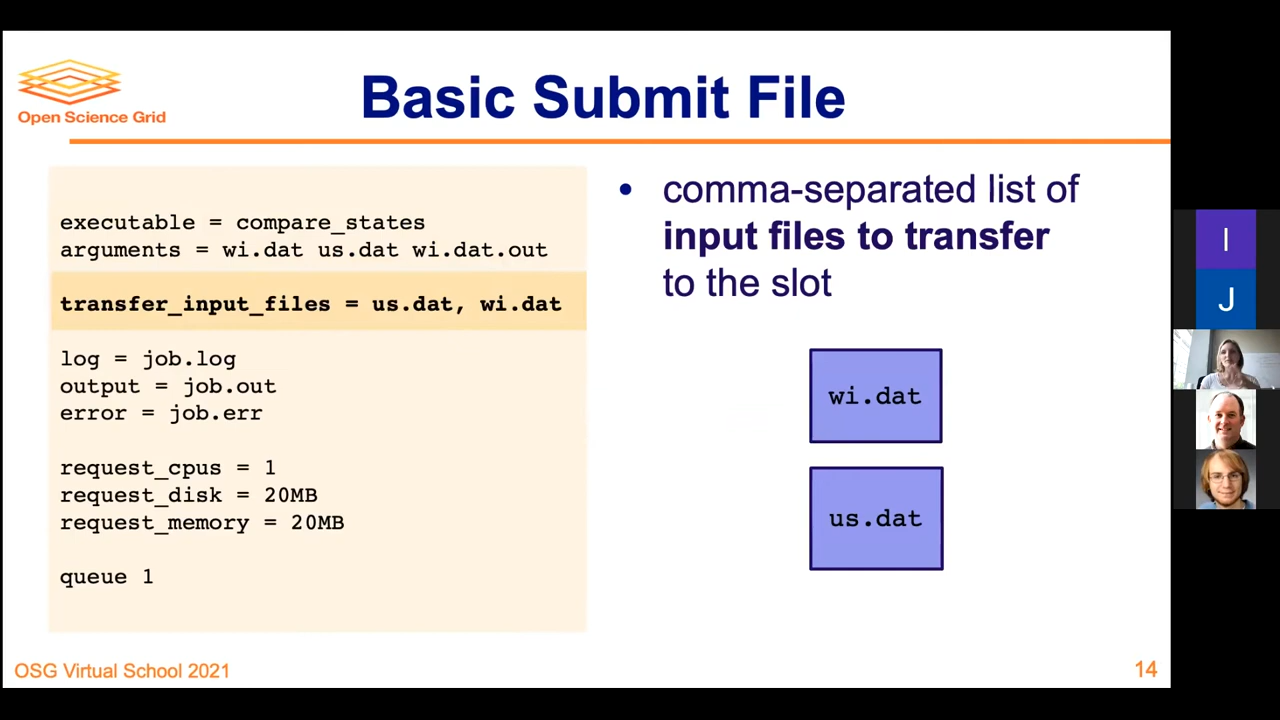 Open Science Grid
Basic Submit File
executable = compare_states
arguments = wi.dat us.dat wi.dat.out
transfer_input_files = us.dat, wi.dat
log = job.log
output = job.out
error = job.err
request_cpus = 1
request_disk = 20MB
request_memory = 20MB
queue 1
• comma-separated list of
input files to transfer
to the slot
wi.dat
us.dat
I
J
OSG Virtual School 2021
14